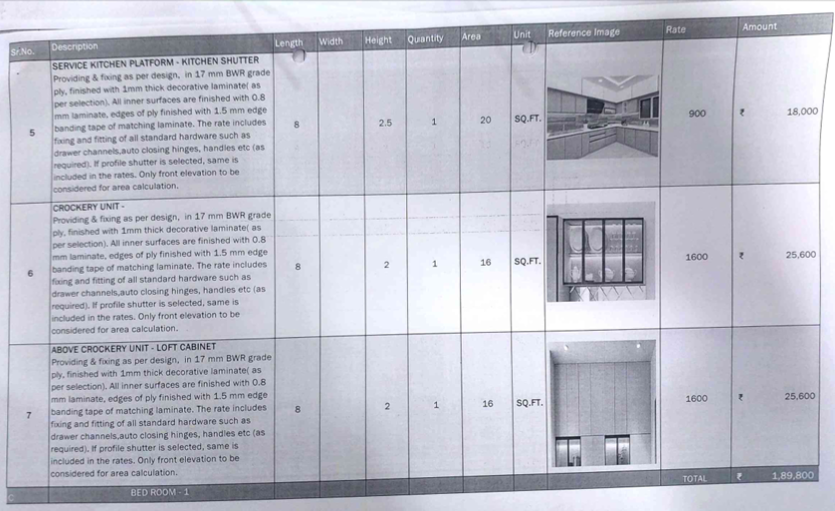 Sr.No. Description Length Width Height Quantity Area Unit Reference Image Rate Amount
SERVICE KITCHEN PLATFORM - KITCHEN SHUTTER
Providing & fixing as per design, in 17 mm BWR grade
ply, finished with 1mm thick decorative laminate( as
per selection). All inner surfaces are finished with 0.8
mm laminate, edges of ply finished with 1.5 mm edge
5 banding tape of matching laminate. The rate includes 8 2.5 1 20 SQ.FT. 900 ₹ 18,000
fixing and fitting of all standard hardware such as
drawer channels,auto closing hinges, handles etc (as
required). If profile shutter is selected, same is
included in the rates. Only front elevation to be
considered for area calculation.
CROCKERY UNIT -
Providing & fixing as per design, in 17 mm BWR grade
ply, finished with 1mm thick decorative laminate( as
per selection). All inner surfaces are finished with 0.8
mm laminate, edges of ply finished with 1.5 mm edge
6 banding tape of matching laminate. The rate includes 8 2 1 16 SQ.FT. 1600 ₹ 25,600
fixing and fitting of all standard hardware such as
drawer channels,auto closing hinges, handles etc (as
required). If profile shutter is selected, same is
included in the rates. Only front elevation to be
considered for area calculation.
ABOVE CROCKERY UNIT - LOFT CABINET
Providing & fixing as per design, in 17 mm BWR grade
ply, finished with 1mm thick decorative laminate( as
per selection). All inner surfaces are finished with 0.8
mm laminate, edges of ply finished with 1.5 mm edge
7 banding tape of matching laminate. The rate includes 8 2 1 16 SQ.FT. 1600 ₹ 25,600
fixing and fitting of all standard hardware such as
drawer channels,auto closing hinges, handles etc (as
required). If profile shutter is selected, same is
included in the rates. Only front elevation to be
considered for area calculation.
TOTAL ₹ 1,89,800
C BED ROOM - 1